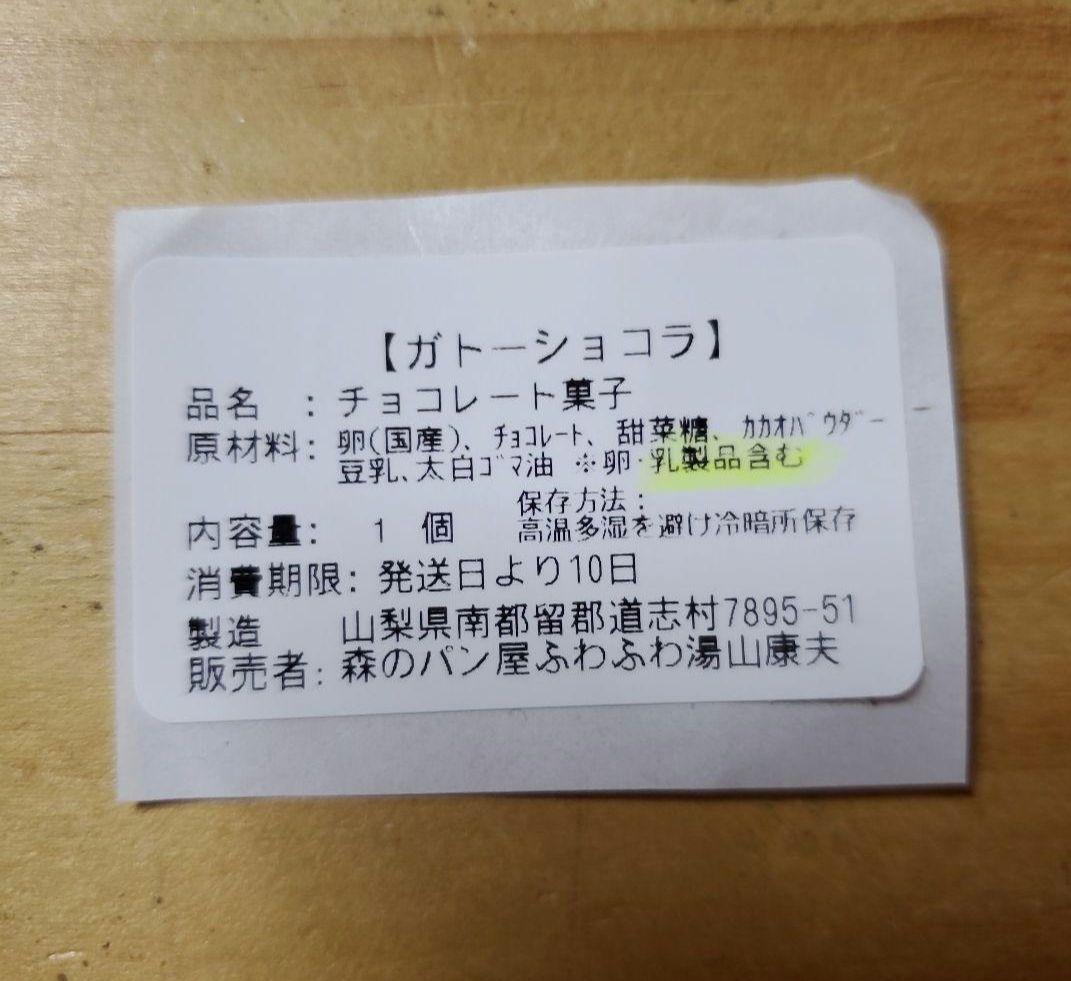 【ガトーショコラ】
品名 : チョコレート菓子
原材料: 卵(国産)、ﾁｮｺﾚｰﾄ、甜菜糖、ｶｶｵﾊﾟｳﾀﾞｰ
豆乳、太白ｺﾞﾏ油 ※卵・乳製品含む
保存方法:
内容量: 1 個 高温多湿を避け冷暗所保存
消費期限: 発送日より10日
製造 山梨県南都留郡道志村7895-51
販売者: 森のパン屋ふわふわ湯山康夫